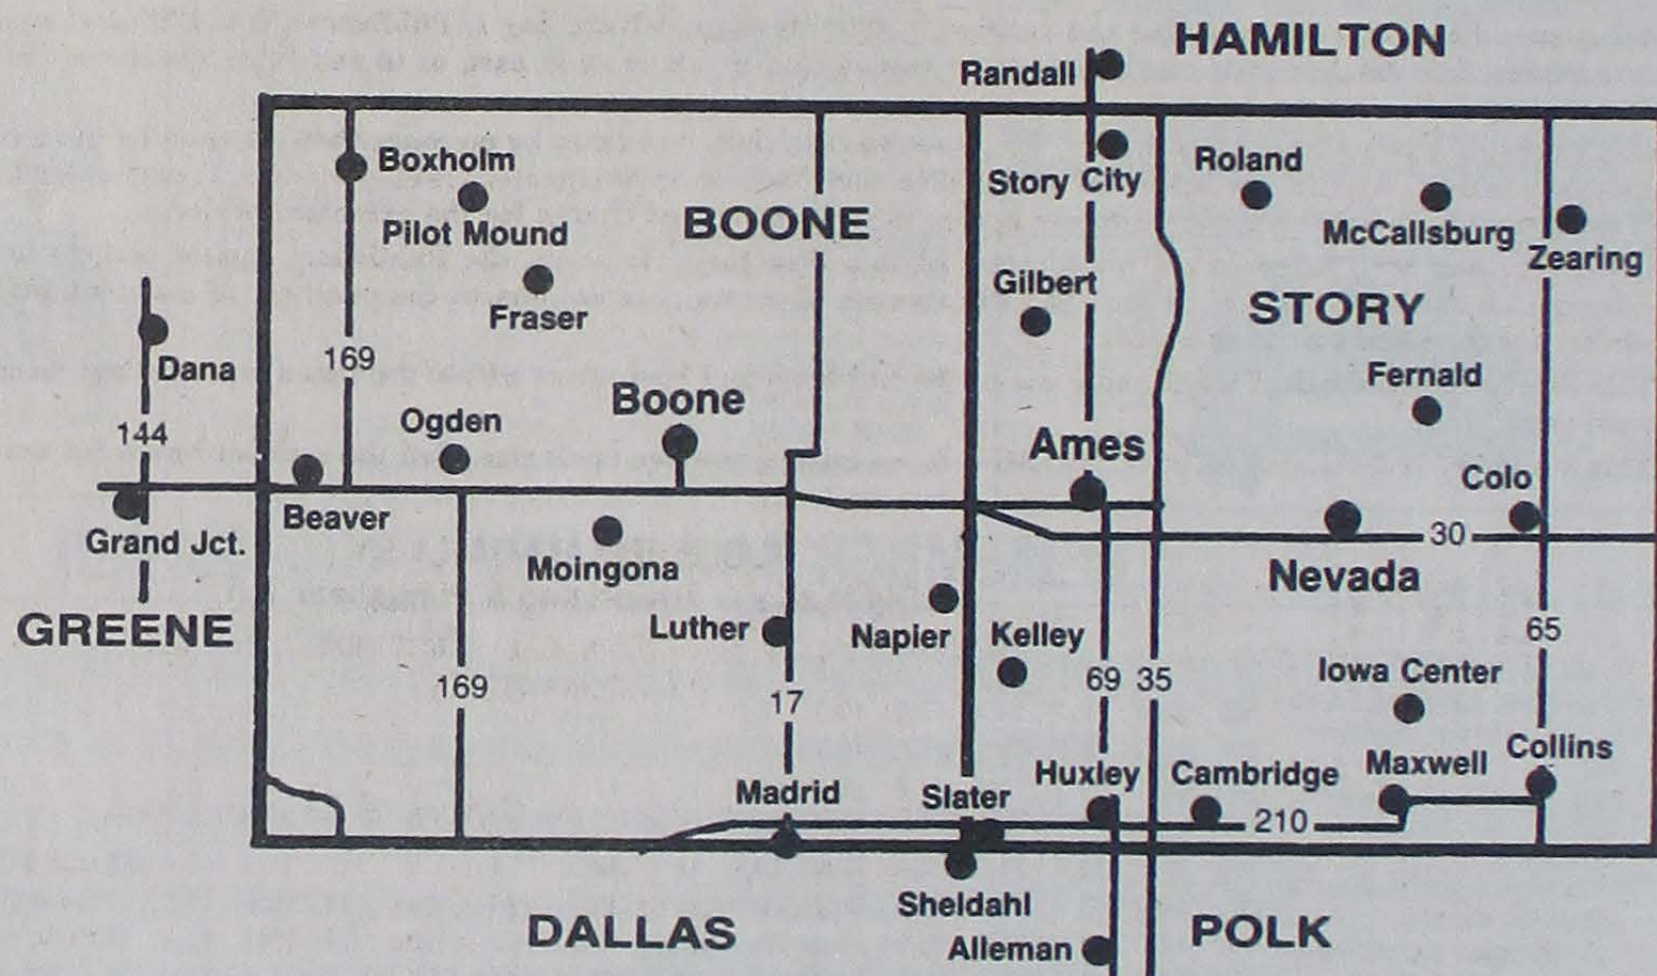 HAMILTON
Randall
Boxholm
Roland
Story City
Pilot Mound
BOONE
McCallsburg
Zearing
Gilbert
STORY
Fraser
169
Dana
Fernald
Boone
Ogden
144
Ames
Colo
Beaver
30
Grand Jct.
Moingona
Nevada
GREENE
Luther
Napier
Kelley
65
Iowa Center
169
69
35
17
Collins
Maxwell
Huxley
Cambridge
Madrid
Slater
210
Sheldahl
DALLAS
POLK
Alleman